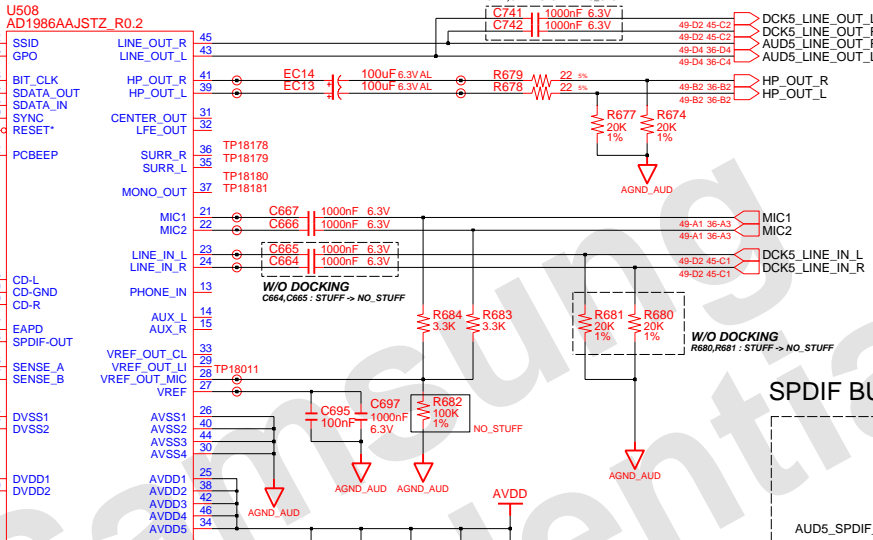 U508
AD1986AAJSTZ_R0.2
SSID
GPO
BIT_CLK
SDATA_OUT
SDATA_IN
SYNC
RESET*
PCBEEP
CD-L
CD-GND
CD-R
EAPD
SPDIF-OUT
SENSE_A
SENSE_B
DVSS1
DVSS2
DVDD1
DVDD2
LINE_OUT_R 45
LINE_OUT_L 43
HP_OUT_R 41
HP_OUT_L 39
CENTER_OUT 31
LFE_OUT 32
SURR_R 36 TP18178
SURR_L 35 TP18179
TP18180
MONO_OUT 37 TP18181
MIC1 21
MIC2 22
LINE_IN_L 23
LINE_IN_R 24
PHONE_IN 13
AUX_L 14
AUX_R 15
VREF_OUT_CL 33
VREF_OUT_LI 29
VREF_OUT_MIC 28 TP18011
VREF 27
AVSS1 26
AVSS2 40
AVSS3 44
AVSS4 30
AVDD1 25
AVDD2 38
AVDD3 42
AVDD4 46
AVDD5 34
C741 1000nF 6.3V
C742 1000nF 6.3V
49-D2 45-C2 DCK5_LINE_OUT_L
49-D2 45-C2
49-D4 36-D4
49-D4 36-C4 AUD5_LINE_OUT_L
EC14 100uF 6.3V AL
EC13 100uF 6.3V AL
R679 22 5%
R678 22 5%
49-B2 36-B2 HP_OUT_R
49-B2 36-B2 HP_OUT_L
R677
20K
1%
R674
20K
1%
AGND_AUD
C667 1000nF 6.3V
C666 1000nF 6.3V
49-A1 36-A3 MIC1
49-A1 36-A3 MIC2
C665 1000nF 6.3V
C664 1000nF 6.3V
49-D2 45-C1 DCK5_LINE_IN_L
49-D2 45-C1 DCK5_LINE_IN_R
W/O DOCKING
C664,C665 : STUFF -> NO_STUFF
R684
3.3K
R683
3.3K
R681
20K
1%
R680
20K
1%
W/O DOCKING
R680,R681 : STUFF -> NO_STUFF
C695
100nF
C697
1000nF
6.3V
R682
100K
1%
NO_STUFF
AGND_AUD
AGND_AUD
AGND_AUD
AGND_AUD
AVDD
SPDIF BU
AUD5_SPDIF_
Samsung